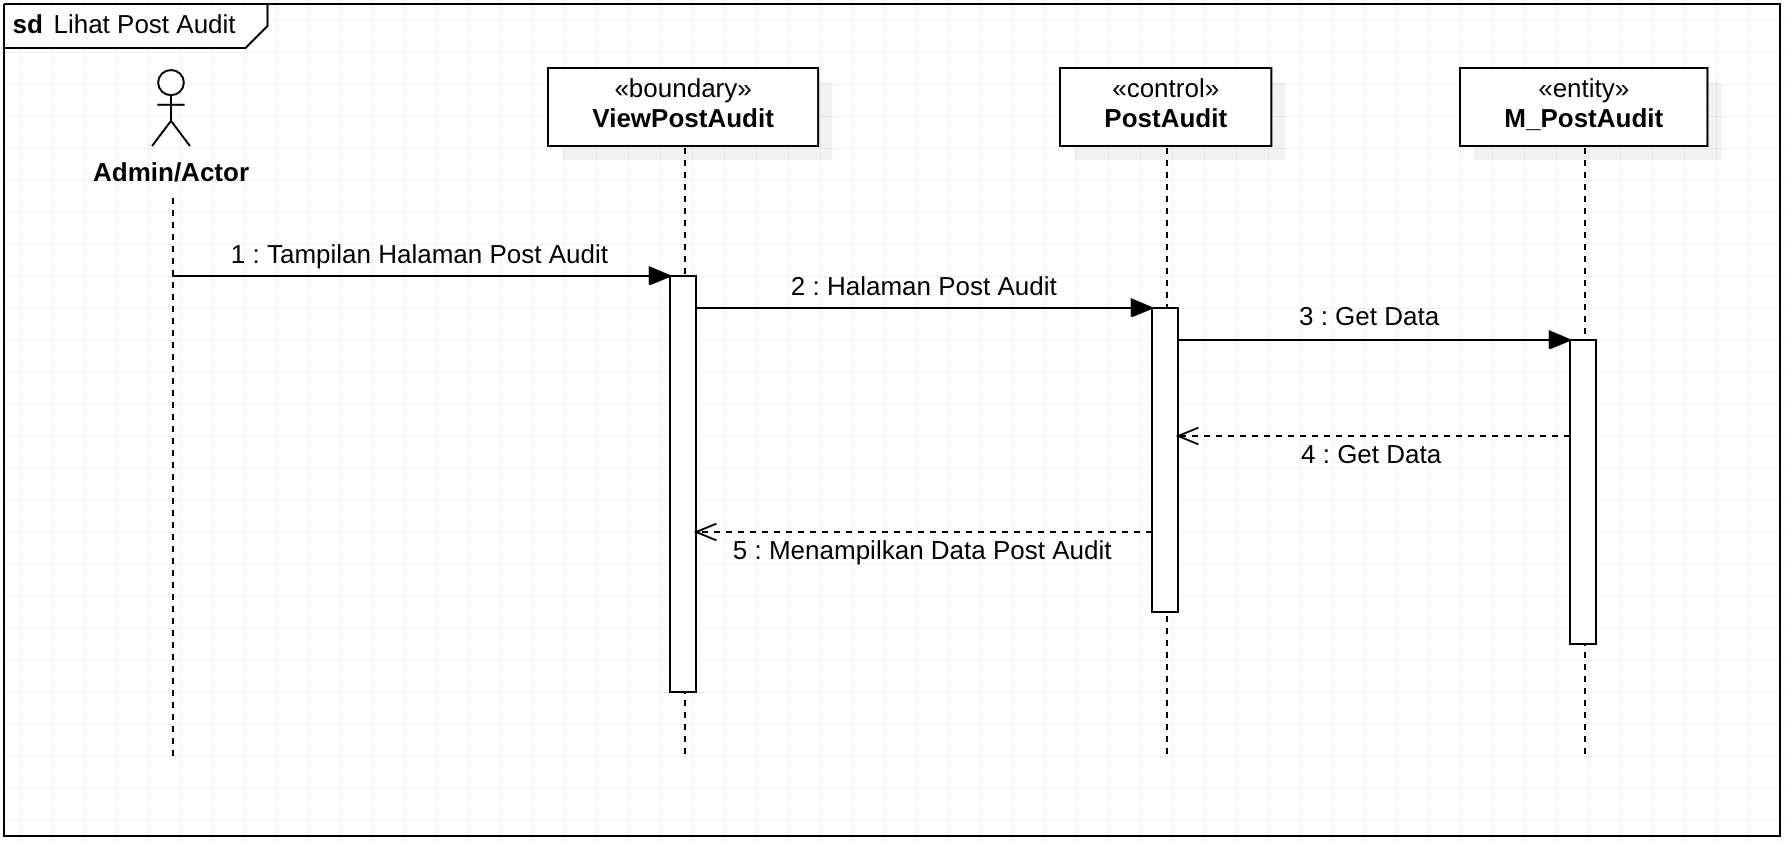 sd Lihat Post Audit
«boundary»
ViewPostAudit
«control»
PostAudit
«entity»
M_PostAudit
Admin/Actor
1 : Tampilan Halaman Post Audit
2 : Halaman Post Audit
3 : Get Data
4 : Get Data
5 : Menampilkan Data Post Audit